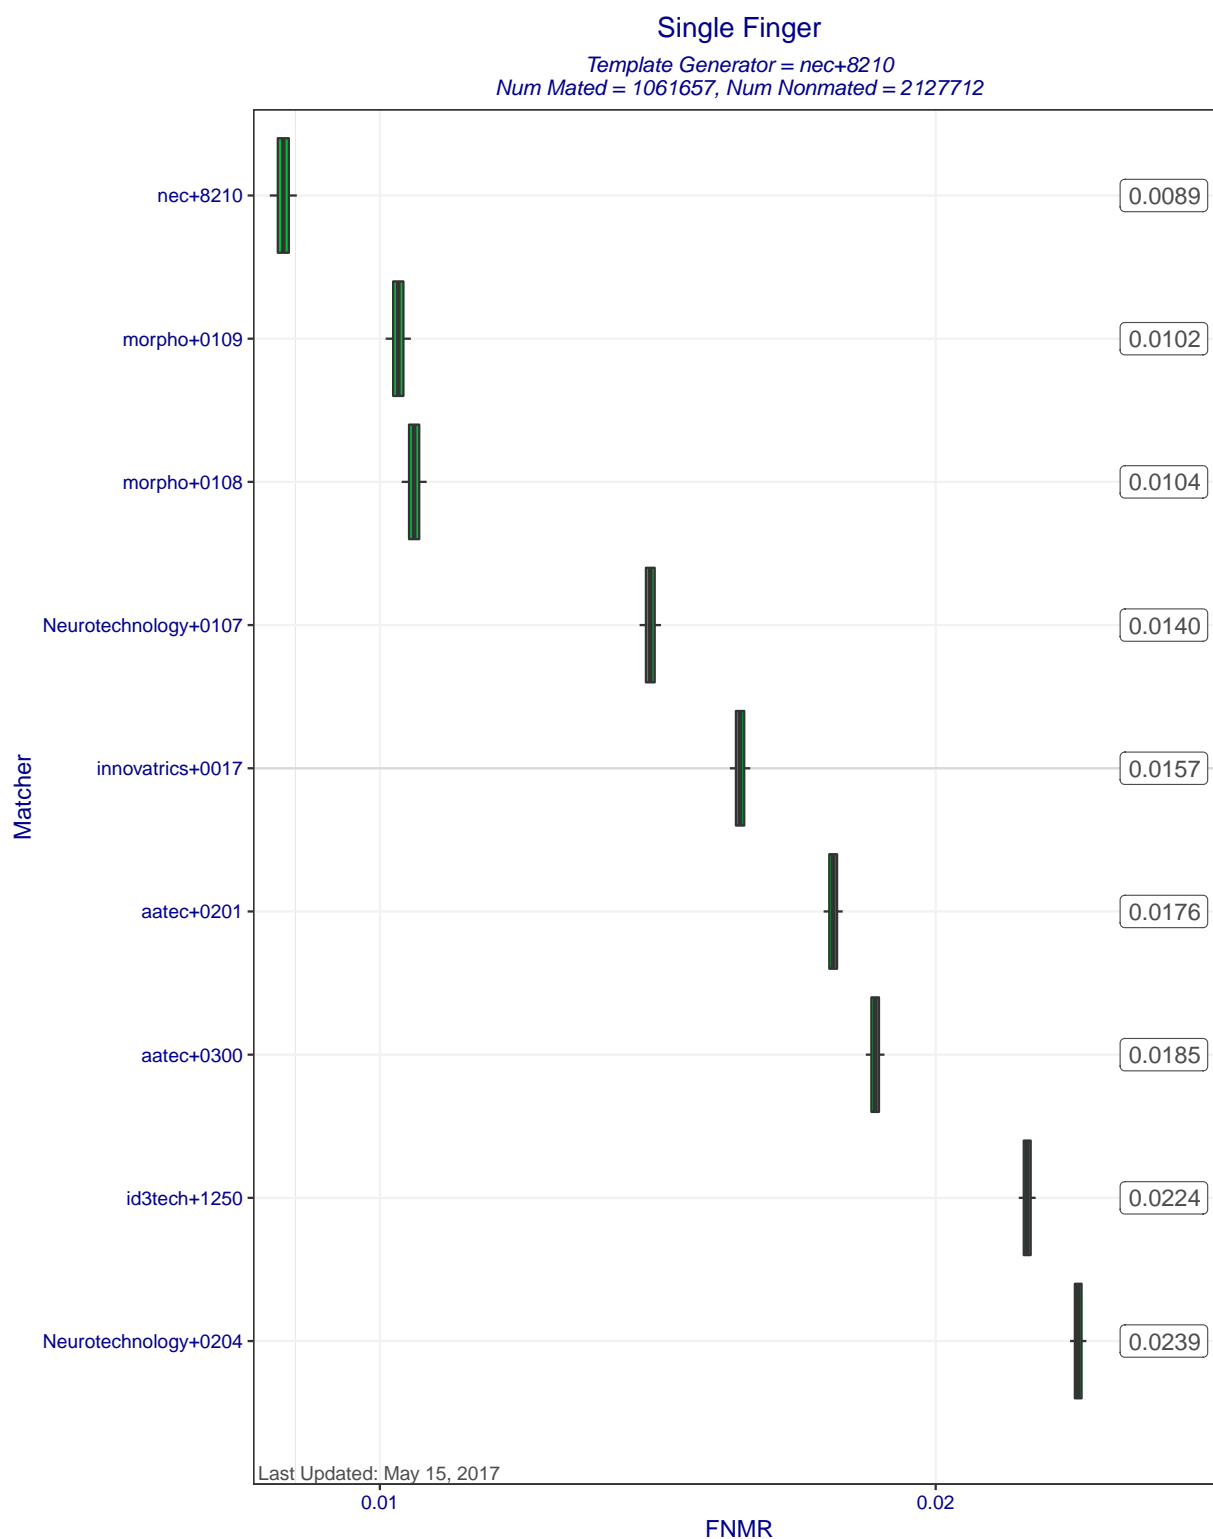 Single Finger
Template Generator = nec+8210
Num Mated = 1061657, Num Nonmated = 2127712
nec+8210
0.0089
morpho+0109
0.0102
morpho+0108
0.0104
Neurotechnology+0107
0.0140
innovatrics+0017
0.0157
aatec+0201
0.0176
aatec+0300
0.0185
id3tech+1250
0.0224
Neurotechnology+0204
0.0239
Matcher
Last Updated: May 15, 2017
0.01
0.02
FNMR